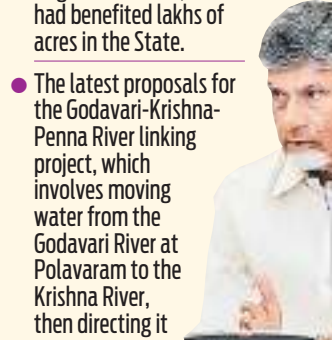 had benefited lakhs of
acres in the State.
● The latest proposals for
the Godavari-Krishna-
Penna River linking
project, which
involves moving
water from the
Godavari River at
Polavaram to the
Krishna River,
then directing it